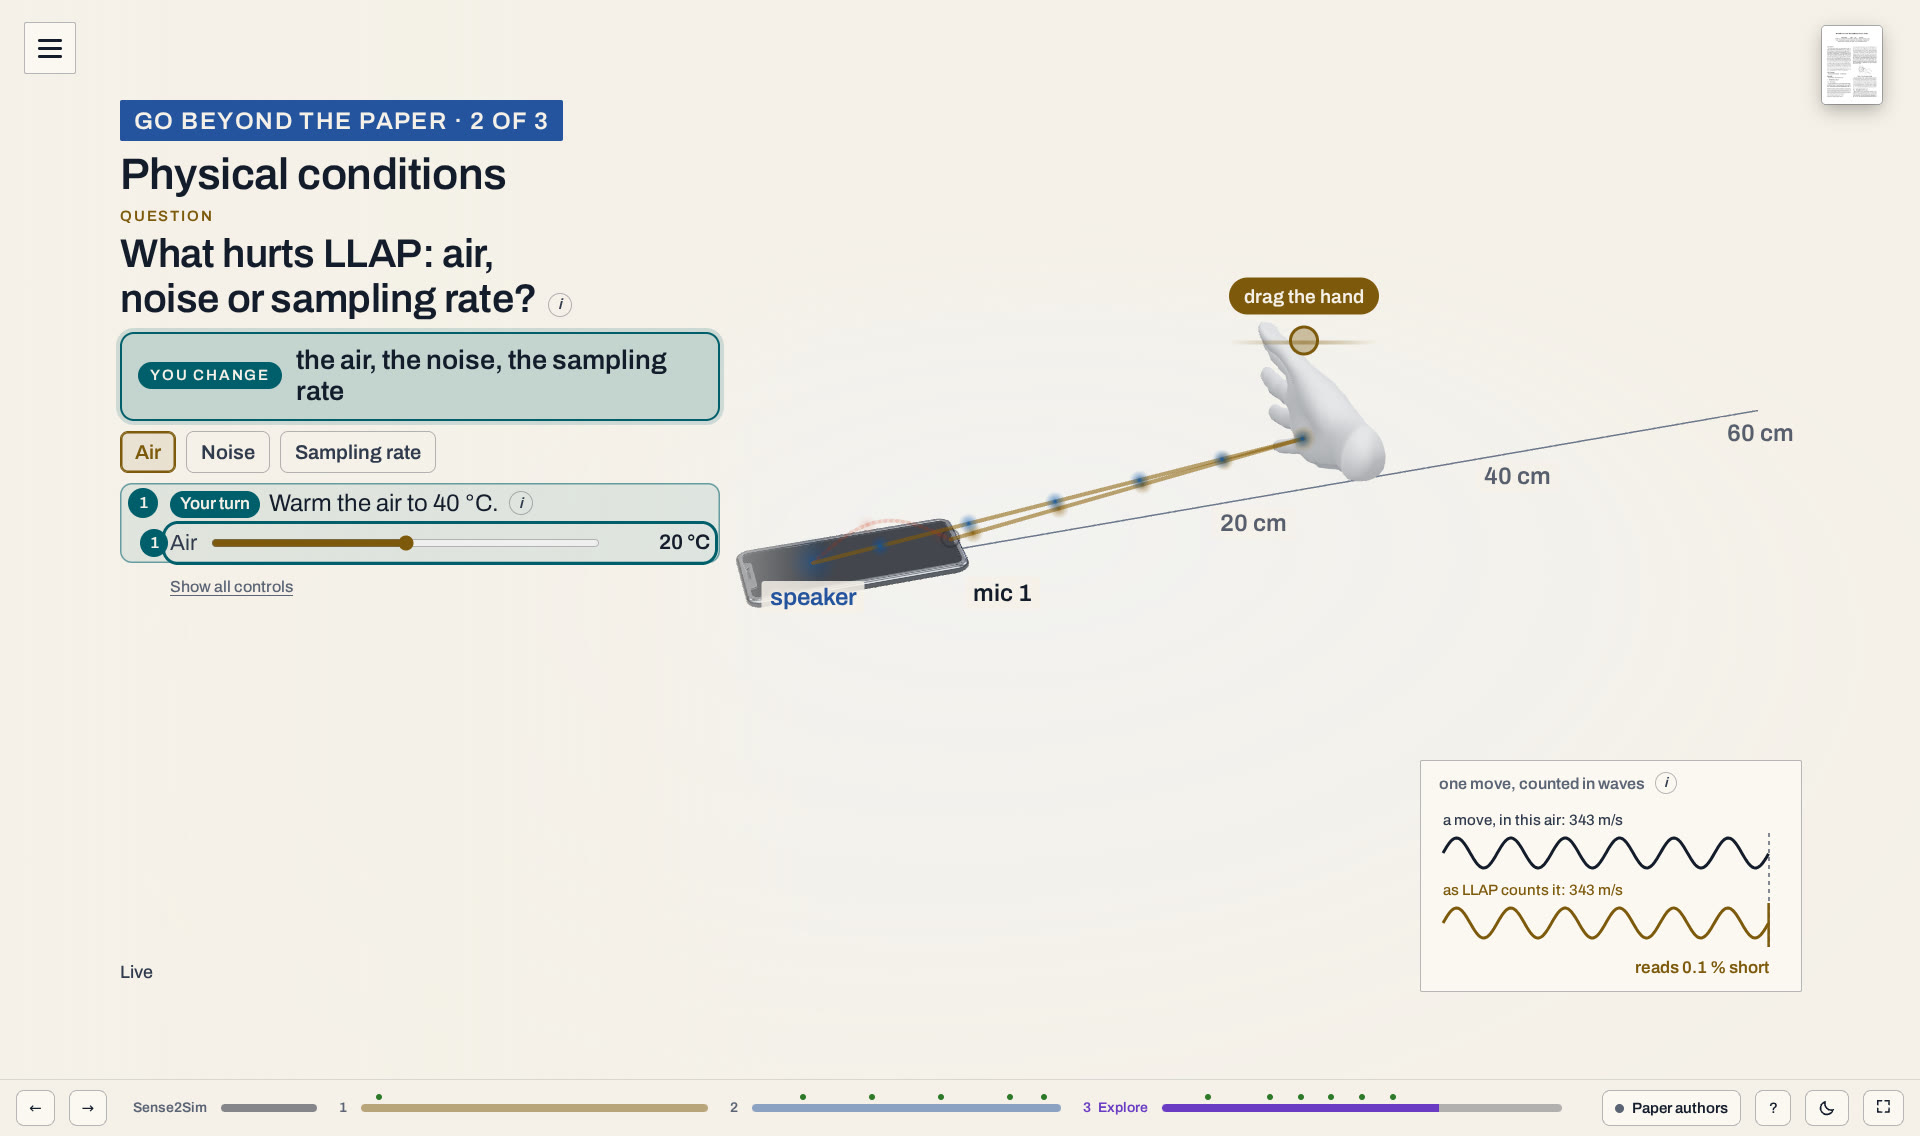 GO BEYOND THE PAPER · 2 OF 3
Physical conditions
QUESTION
What hurts LLAP: air,
noise or sampling rate? i
YOU CHANGE the air, the noise, the sampling
rate
Air Noise Sampling rate
1 Your turn Warm the air to 40 °C. i
1 Air 20 °C
Show all controls
drag the hand
60 cm
40 cm
20 cm
speaker
mic 1
one move, counted in waves i
a move, in this air: 343 m/s
as LLAP counts it: 343 m/s
reads 0.1 % short
Live
← → Sense2Sim 1 2 3 Explore Paper authors ?